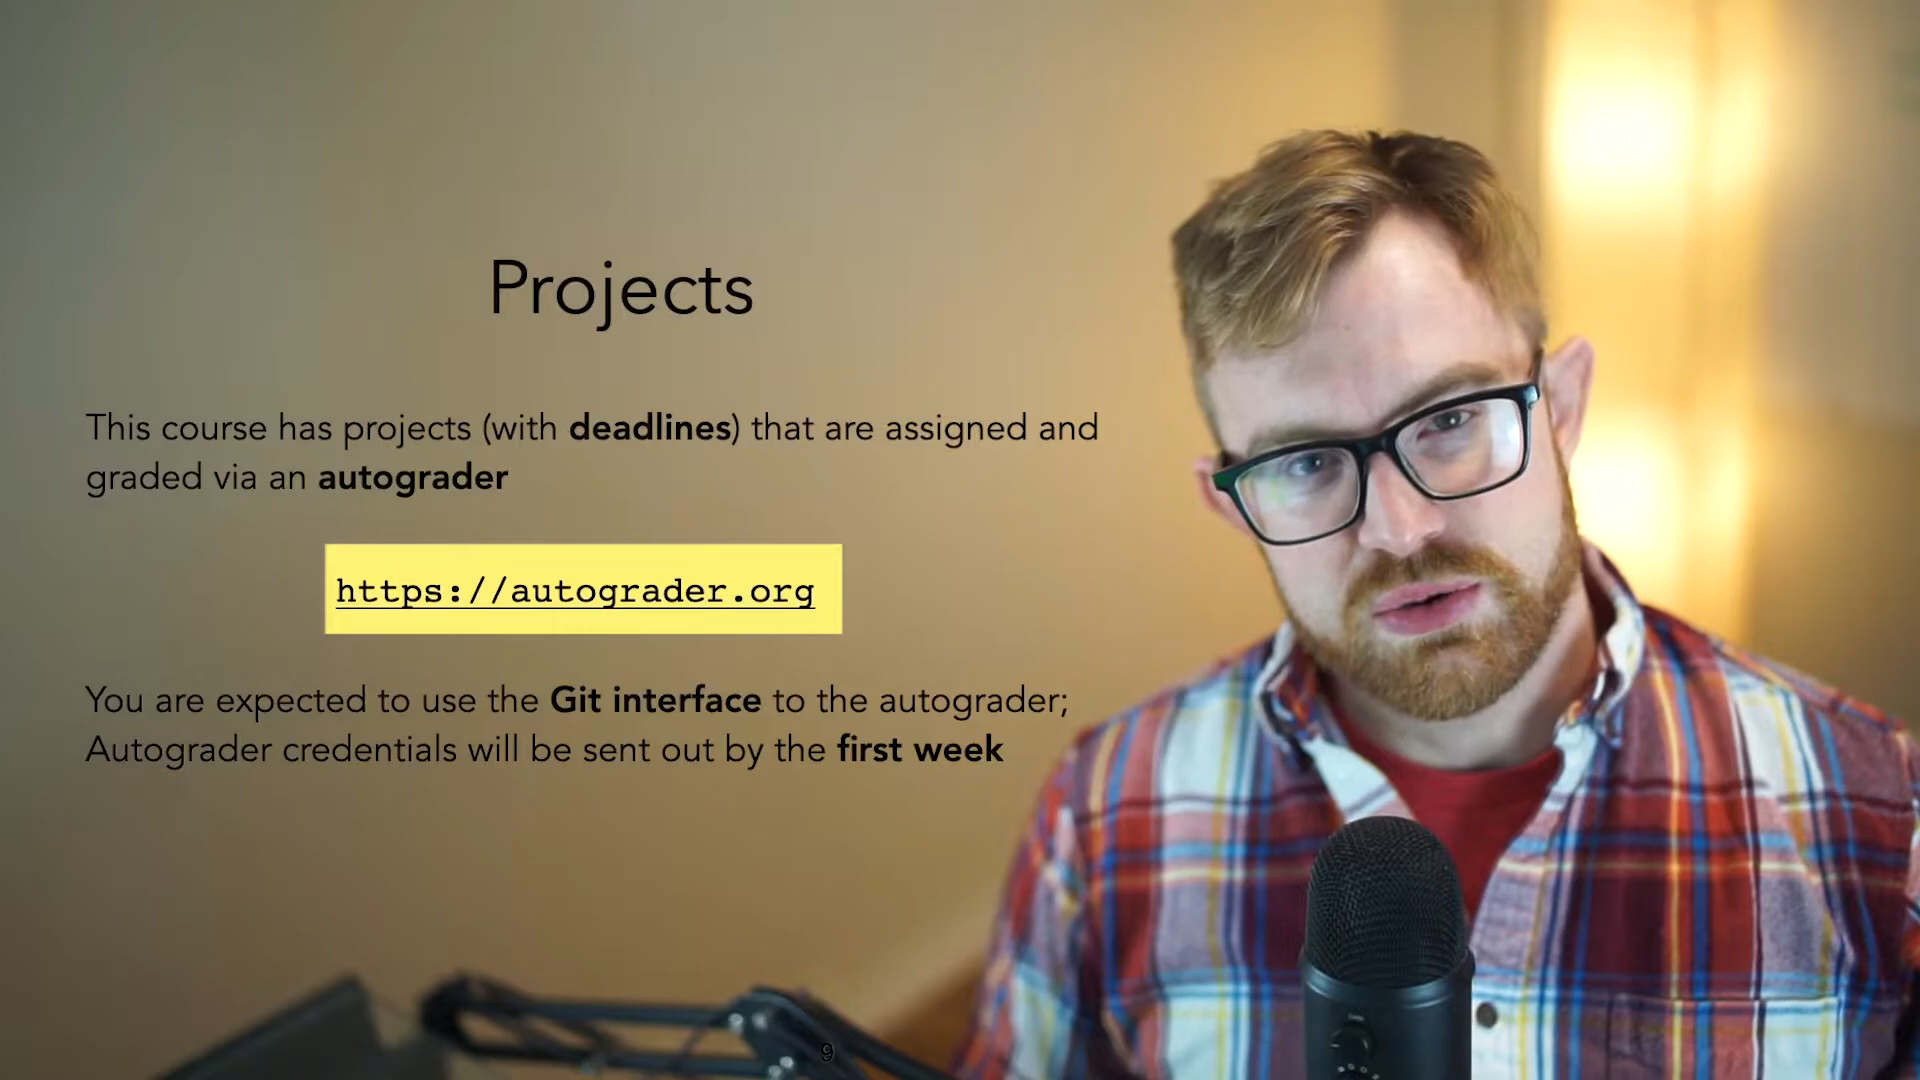 Projects
This course has projects (with deadlines) that are assigned and
graded via an autograder
https://autograder.org
You are expected to use the Git interface to the autograder;
Autograder credentials will be sent out by the first week
9